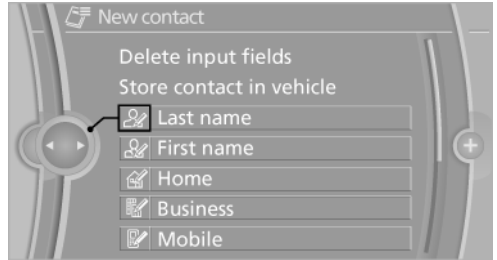 New contact
Delete input fields
Store contact in vehicle
Last name
First name
Home
Business
Mobile